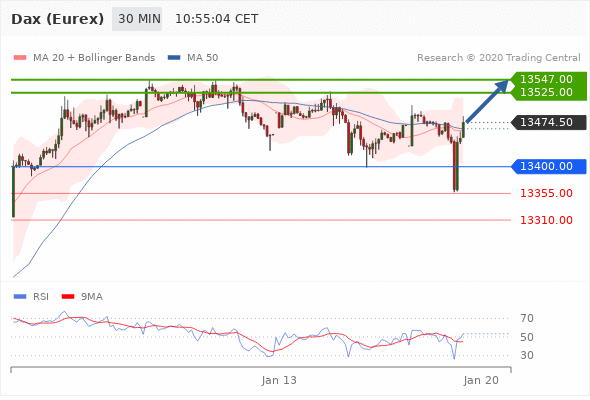 Dax (Eurex) 30 MIN 10:55:04 CET
MA 20 + Bollinger Bands MA 50 Research © 2020 Trading Central
13547.00
13525.00
13474.50
13400.00
13355.00
13310.00
RSI 9MA
70
50
30
Jan 13 Jan 20